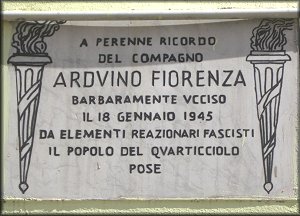 A PERENNE RICORDO
DEL COMPAGNO
ARDVINO FIORENZA
BARBARAMENTE VCCISO
IL 18 GENNAIO 1945
DA ELEMENTI REAZIONARI FASCISTI
IL POPOLO DEL QVARTICCIOLO
POSE